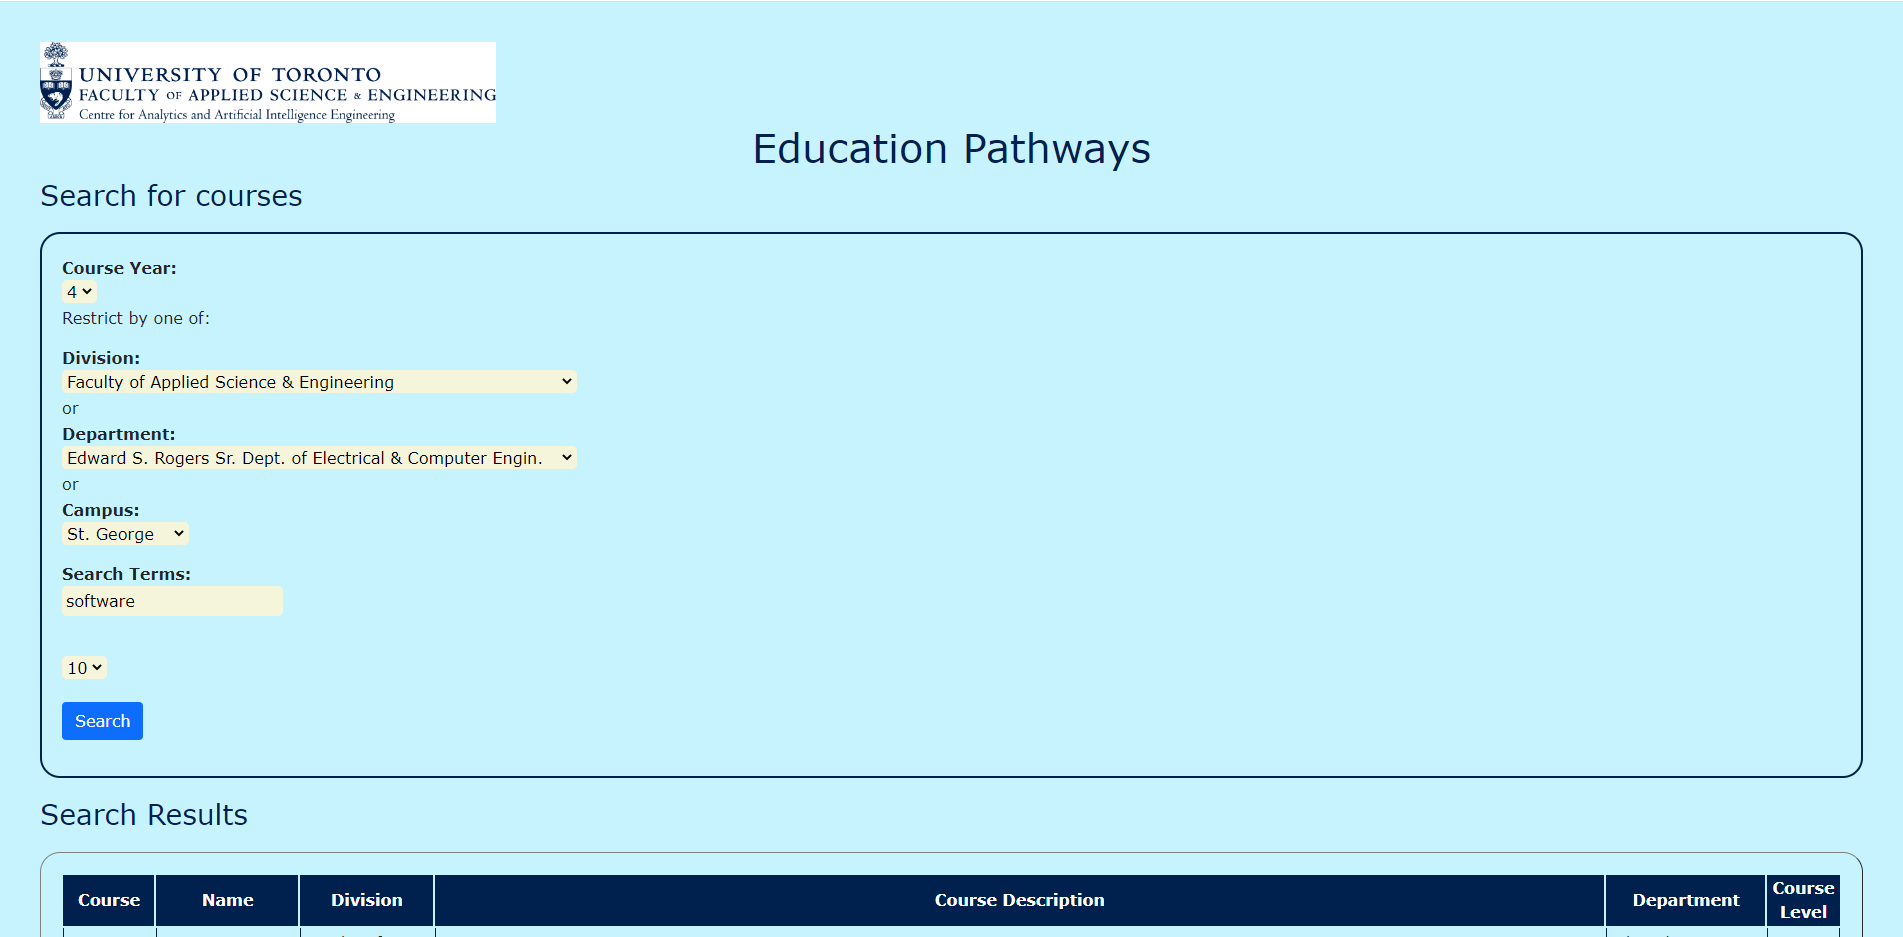 UNIVERSITY OF TORONTO
FACULTY OF APPLIED SCIENCE & ENGINEERING
Centre for Analytics and Artificial Intelligence Engineering
Education Pathways
Search for courses
Course Year:
4
Restrict by one of:
Division:
Faculty of Applied Science & Engineering
or
Department:
Edward S. Rogers Sr. Dept. of Electrical & Computer Engin.
or
Campus:
St. George
Search Terms:
software
10
Search
Search Results
Course Name Division Course Description Department Course Level